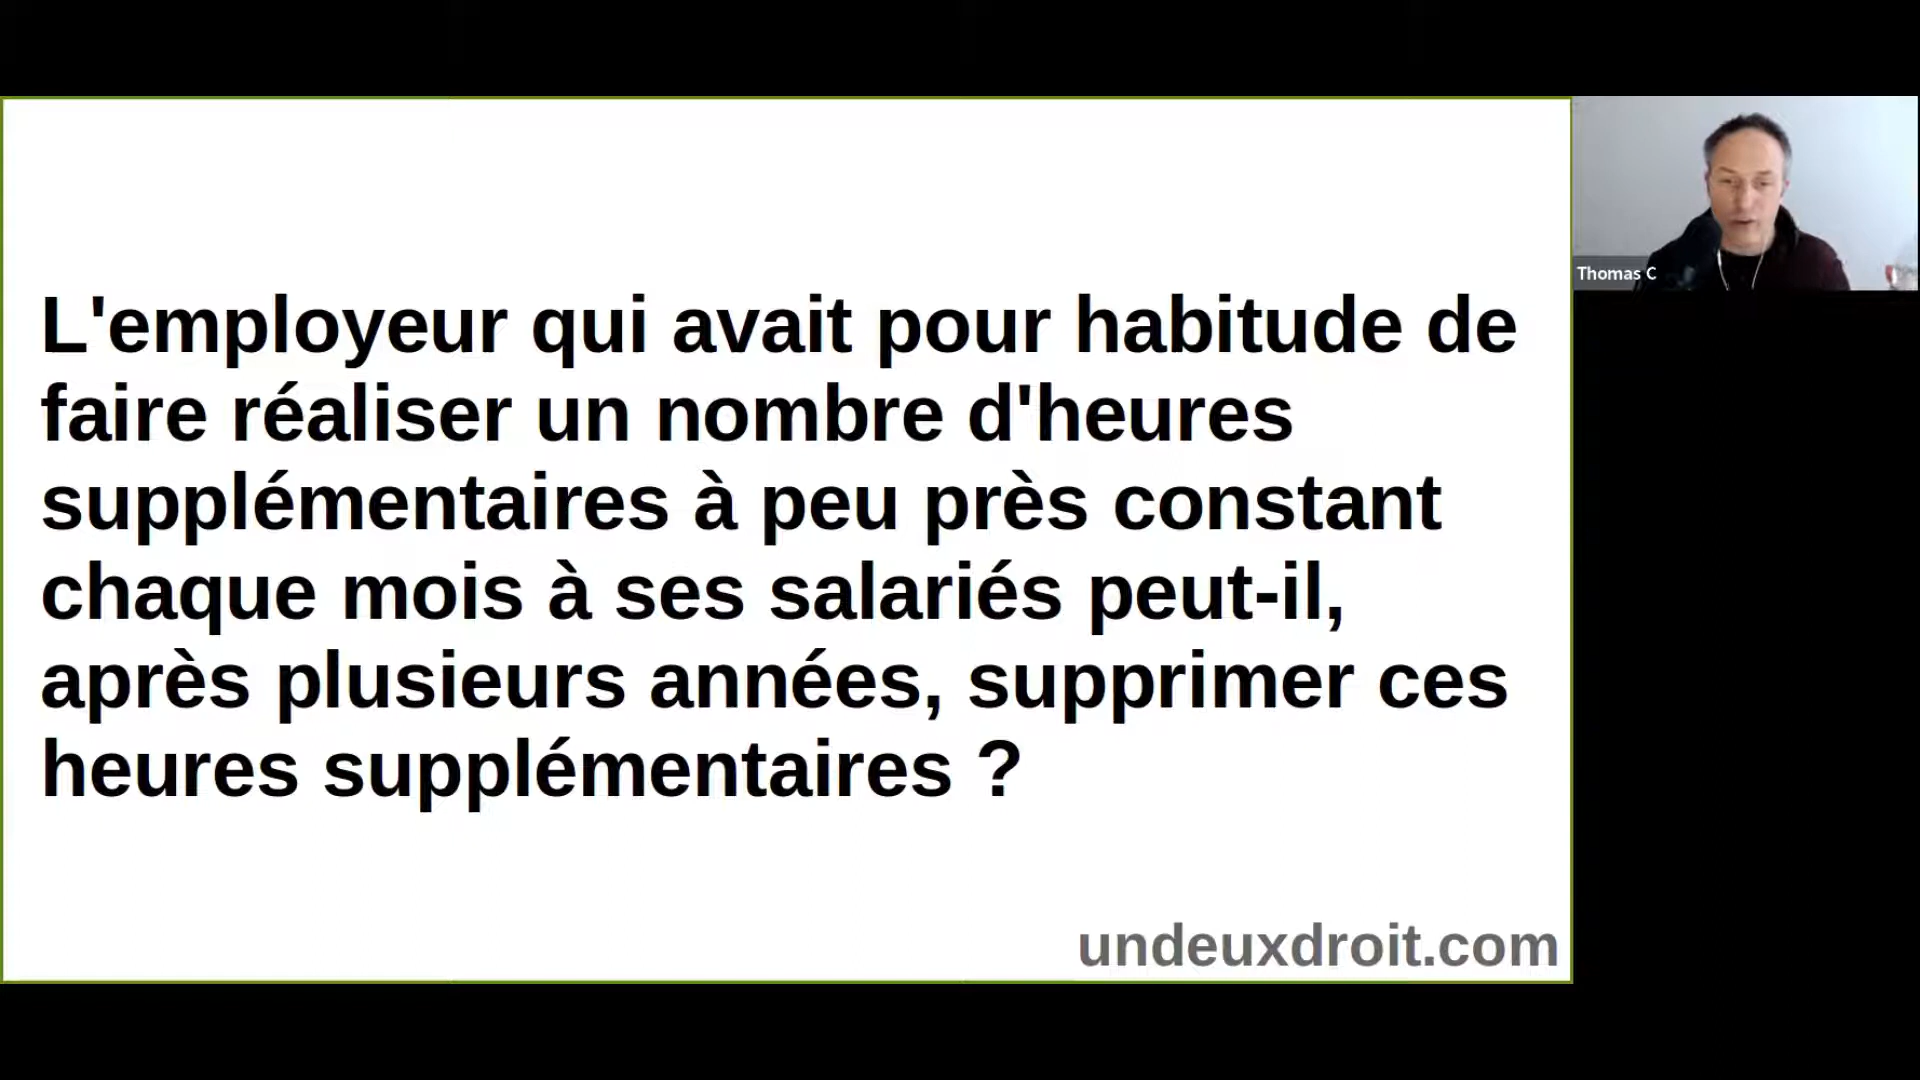 L'employeur qui avait pour habitude de
faire réaliser un nombre d'heures
supplémentaires à peu près constant
chaque mois à ses salariés peut-il,
après plusieurs années, supprimer ces
heures supplémentaires ?
undeuxdroit.com
Thomas C